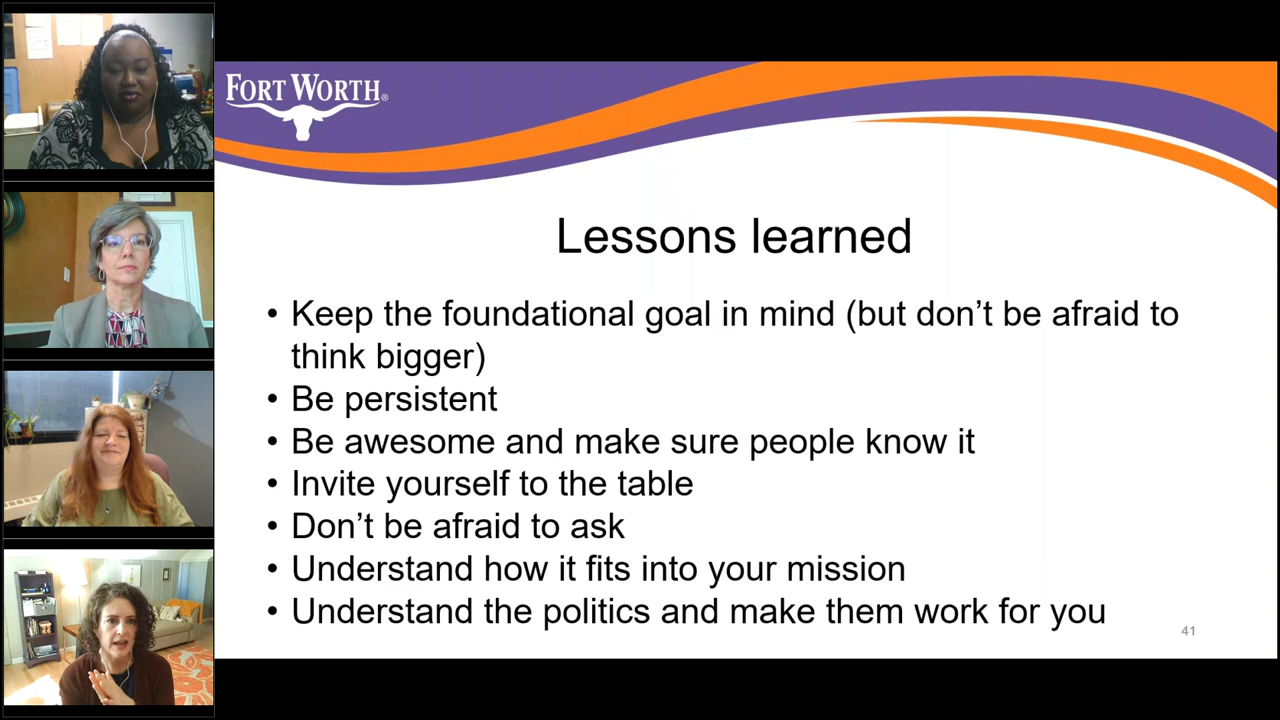 FORT WORTH®
Lessons learned
• Keep the foundational goal in mind (but don’t be afraid to
think bigger)
• Be persistent
• Be awesome and make sure people know it
• Invite yourself to the table
• Don’t be afraid to ask
• Understand how it fits into your mission
• Understand the politics and make them work for you
41